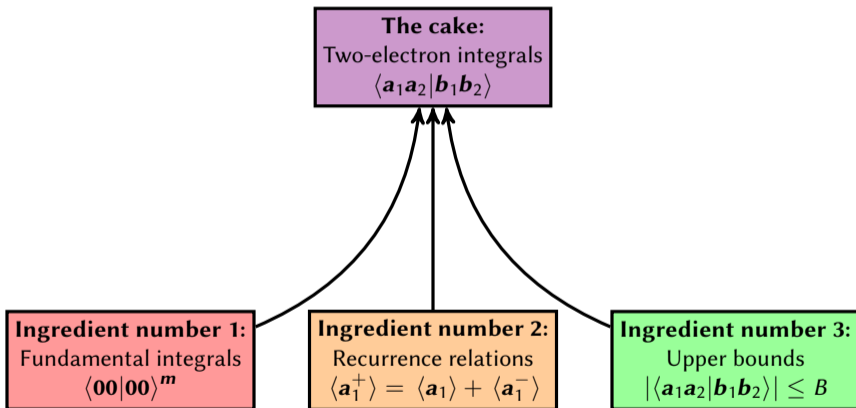 The cake:
Two-electron integrals
⟨a₁a₂|b₁b₂⟩
Ingredient number 1:
Fundamental integrals
⟨00|00⟩ᵐ
Ingredient number 2:
Recurrence relations
⟨a₁⁺⟩ = ⟨a₁⟩ + ⟨a₁⁻⟩
Ingredient number 3:
Upper bounds
|⟨a₁a₂|b₁b₂⟩| ≤ B